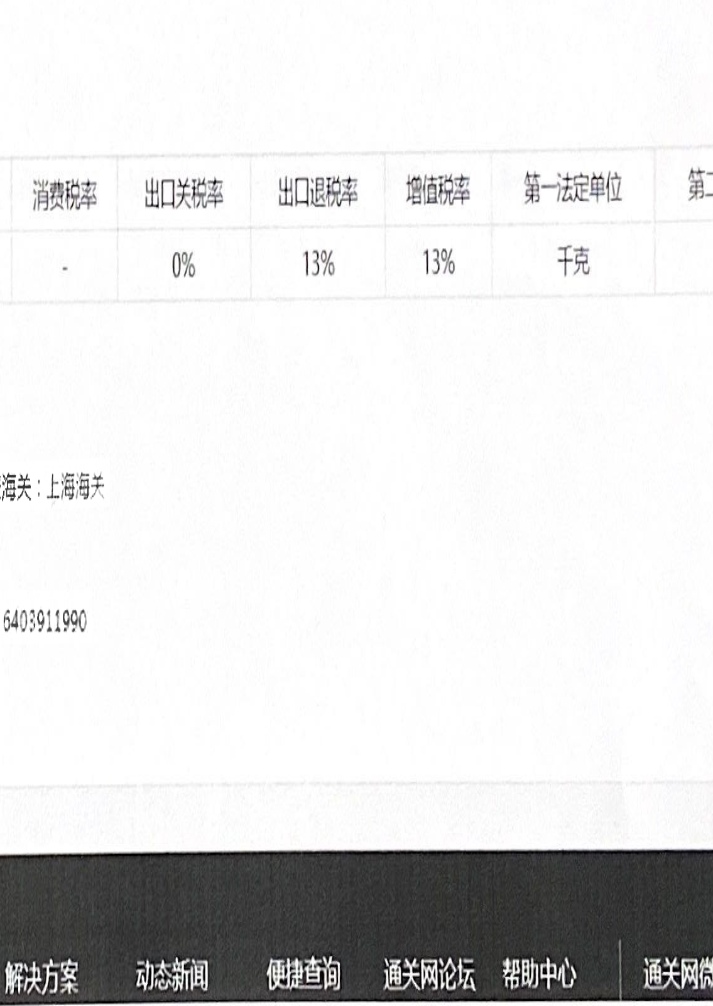 消费税率 出口关税率 出口退税率 增值税率 第一法定单位 第二
- 0% 13% 13% 千克
海关：上海海关
6403911990
解决方案 动态新闻 便捷查询 通关网论坛 帮助中心 通关网微